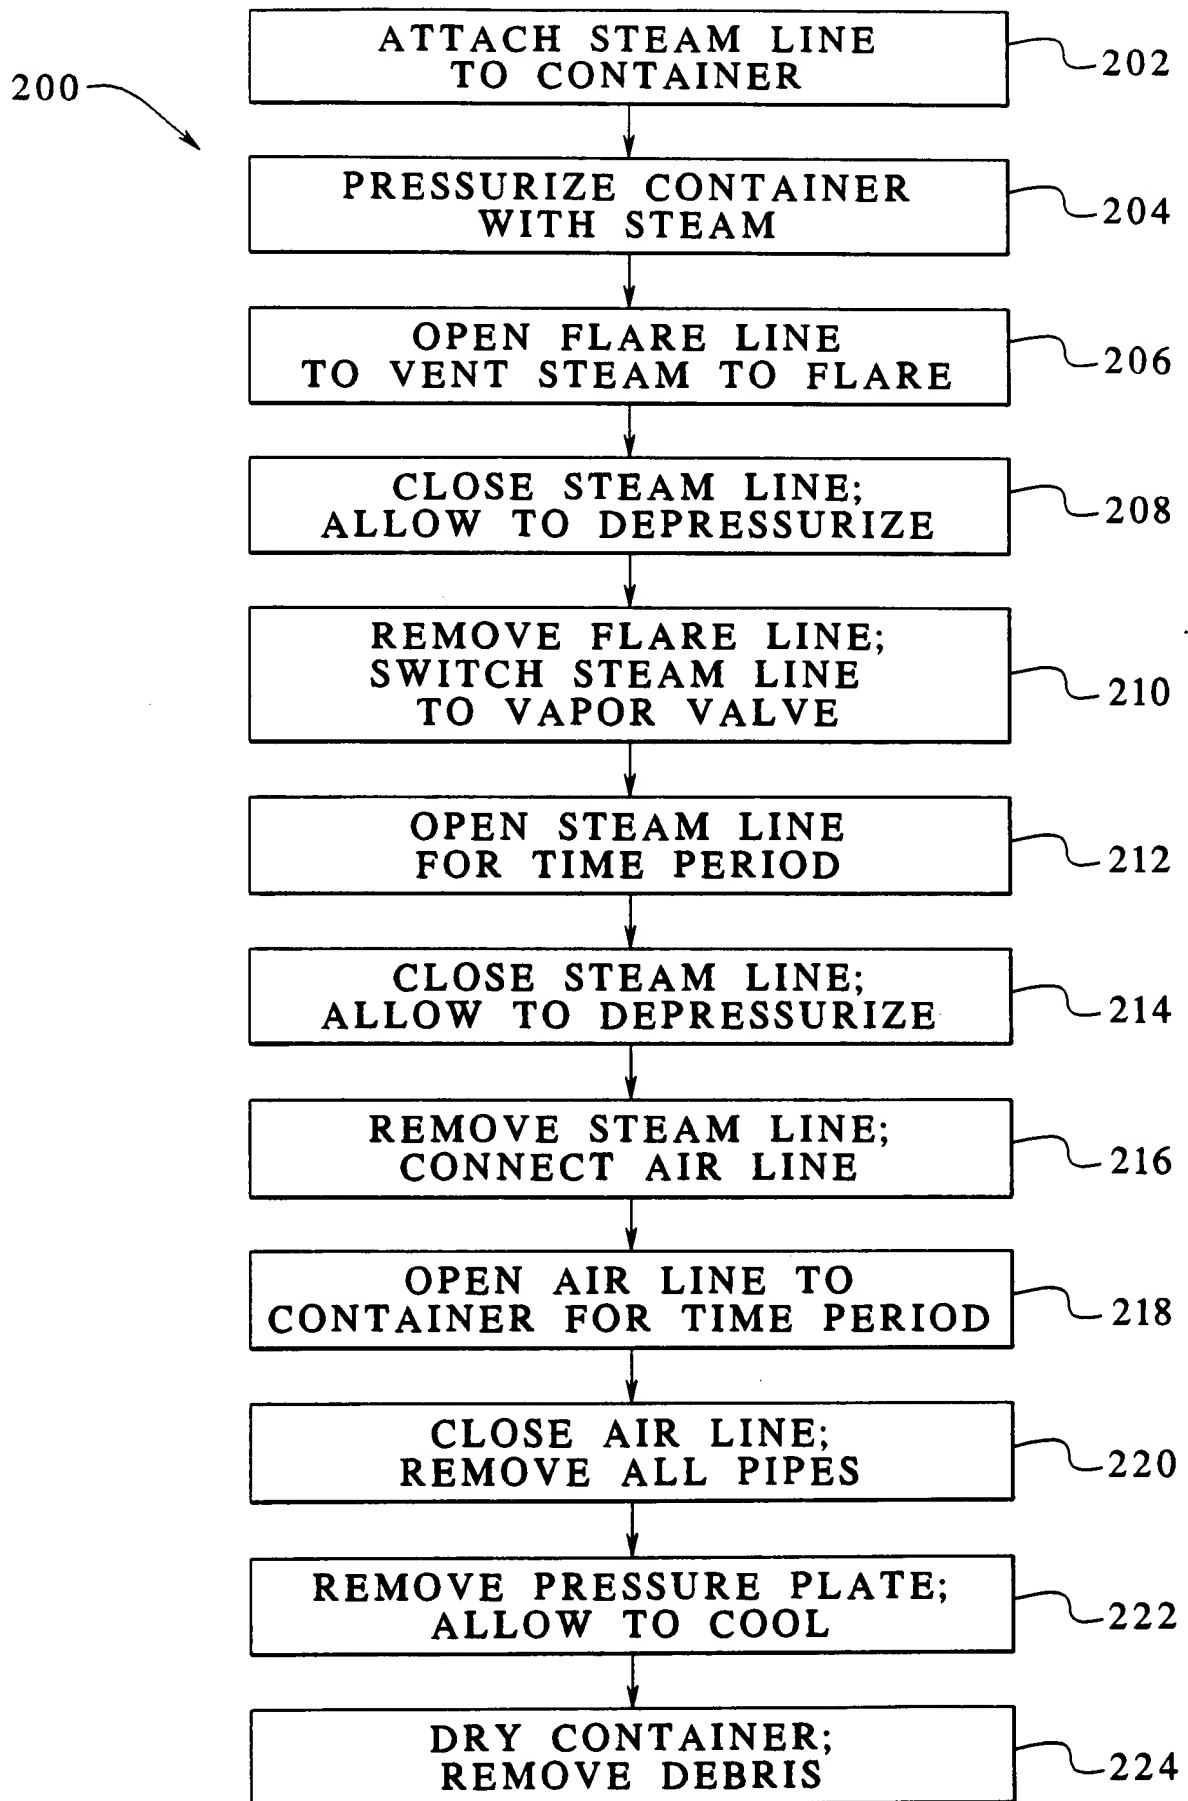 200
ATTACH STEAM LINE
TO CONTAINER
202
PRESSURIZE CONTAINER
WITH STEAM
204
OPEN FLARE LINE
TO VENT STEAM TO FLARE
206
CLOSE STEAM LINE;
ALLOW TO DEPRESSURIZE
208
REMOVE FLARE LINE;
SWITCH STEAM LINE
TO VAPOR VALVE
210
OPEN STEAM LINE
FOR TIME PERIOD
212
CLOSE STEAM LINE;
ALLOW TO DEPRESSURIZE
214
REMOVE STEAM LINE;
CONNECT AIR LINE
216
OPEN AIR LINE TO
CONTAINER FOR TIME PERIOD
218
CLOSE AIR LINE;
REMOVE ALL PIPES
220
REMOVE PRESSURE PLATE;
ALLOW TO COOL
222
DRY CONTAINER;
REMOVE DEBRIS
224